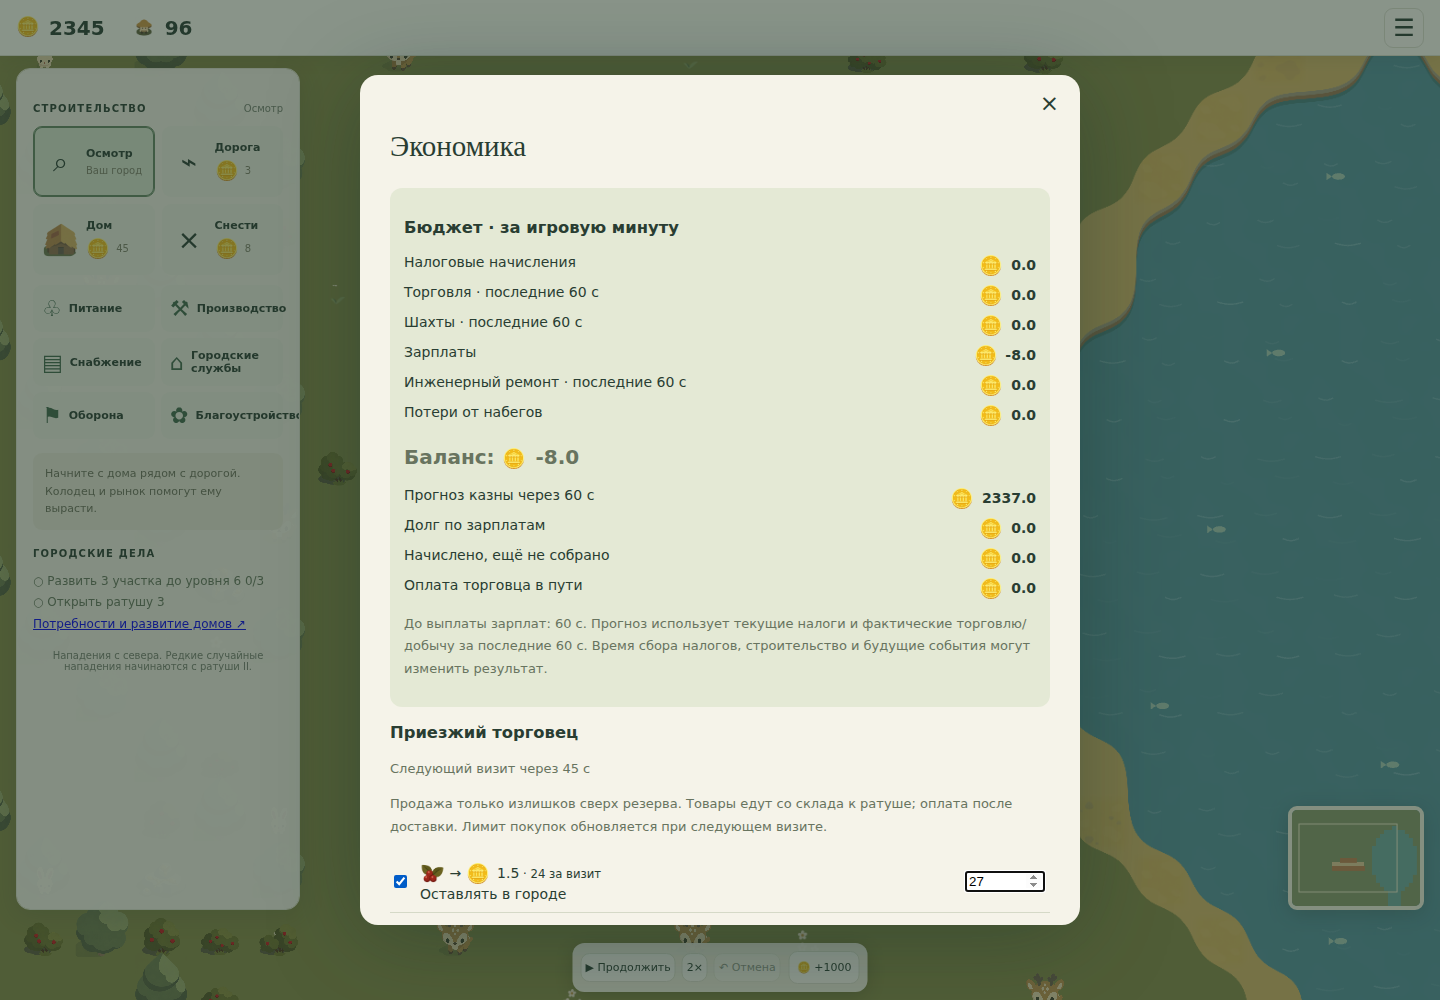 2345
96
☰
СТРОИТЕЛЬСТВО
Осмотр
Осмотр
Ваш город
Дорога
3
Дом
45
Снести
8
Питание
Производство
Снабжение
Городские
службы
Оборона
Благоустройство
Начните с дома рядом с дорогой.
Колодец и рынок помогут ему
вырасти.
ГОРОДСКИЕ ДЕЛА
○ Развить 3 участка до уровня 6 0/3
○ Открыть ратушу 3
Потребности и развитие домов ↗
Нападения с севера. Редкие случайные
нападения начинаются с ратуши II.
×
Экономика
Бюджет · за игровую минуту
Налоговые начисления 0.0
Торговля · последние 60 с 0.0
Шахты · последние 60 с 0.0
Зарплаты -8.0
Инженерный ремонт · последние 60 с 0.0
Потери от набегов 0.0
Баланс: -8.0
Прогноз казны через 60 с 2337.0
Долг по зарплатам 0.0
Начислено, ещё не собрано 0.0
Оплата торговца в пути 0.0
До выплаты зарплат: 60 с. Прогноз использует текущие налоги и фактические торговлю/
добычу за последние 60 с. Время сбора налогов, строительство и будущие события могут
изменить результат.
Приезжий торговец
Следующий визит через 45 с
Продажа только излишков сверх резерва. Товары едут со склада к ратуше; оплата после
доставки. Лимит покупок обновляется при следующем визите.
→ 1.5 · 24 за визит
Оставлять в городе
27
▶ Продолжить
2×
↶ Отмена
+1000